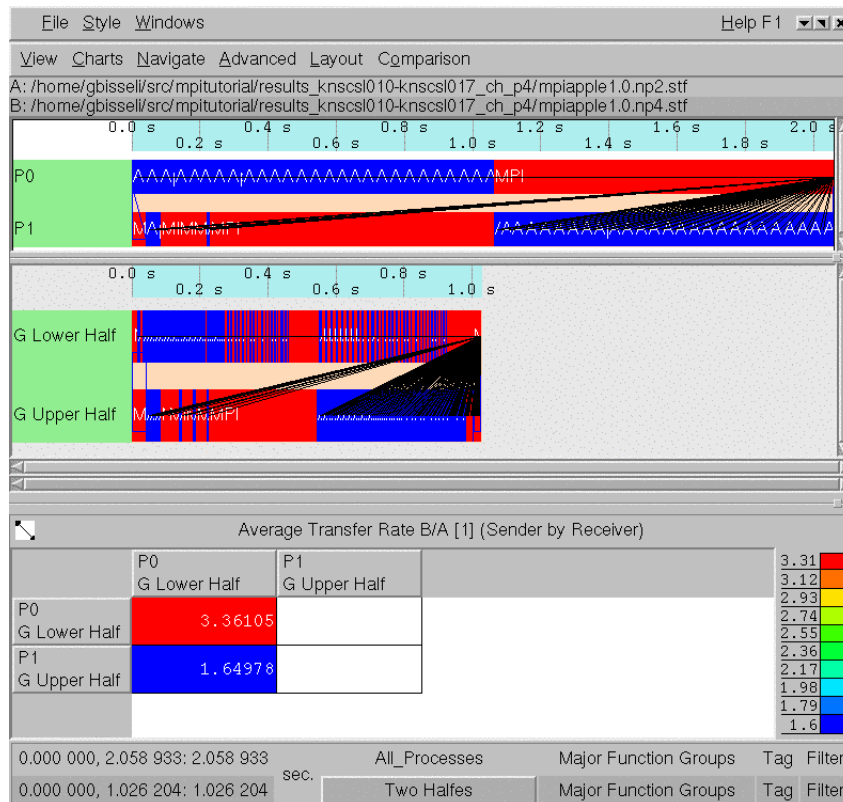 File Style Windows Help F1
View Charts Navigate Advanced Layout Comparison
A: /home/gbisseli/src/mpitutorial/results_knscsl010-knscsl017_ch_p4/mpiapple1.0.np2.stf
B: /home/gbisseli/src/mpitutorial/results_knscsl010-knscsl017_ch_p4/mpiapple1.0.np4.stf
0.0 s 0.4 s 0.8 s 1.2 s 1.6 s 2.0 s
0.2 s 0.6 s 1.0 s 1.4 s 1.8 s
P0 MPI
P1 MPI
0.0 s 0.4 s 0.8 s
0.2 s 0.6 s 1.0 s
G Lower Half
G Upper Half MPI
Average Transfer Rate B/A [1] (Sender by Receiver)
P0 P1
G Lower Half G Upper Half
P0
G Lower Half
3.36105
P1
G Upper Half
1.64978
3.31
3.12
2.93
2.74
2.55
2.36
2.17
1.98
1.79
1.6
0.000 000, 2.058 933: 2.058 933 All_Processes Major Function Groups Tag Filter
sec.
0.000 000, 1.026 204: 1.026 204 Two Halfes Major Function Groups Tag Filter